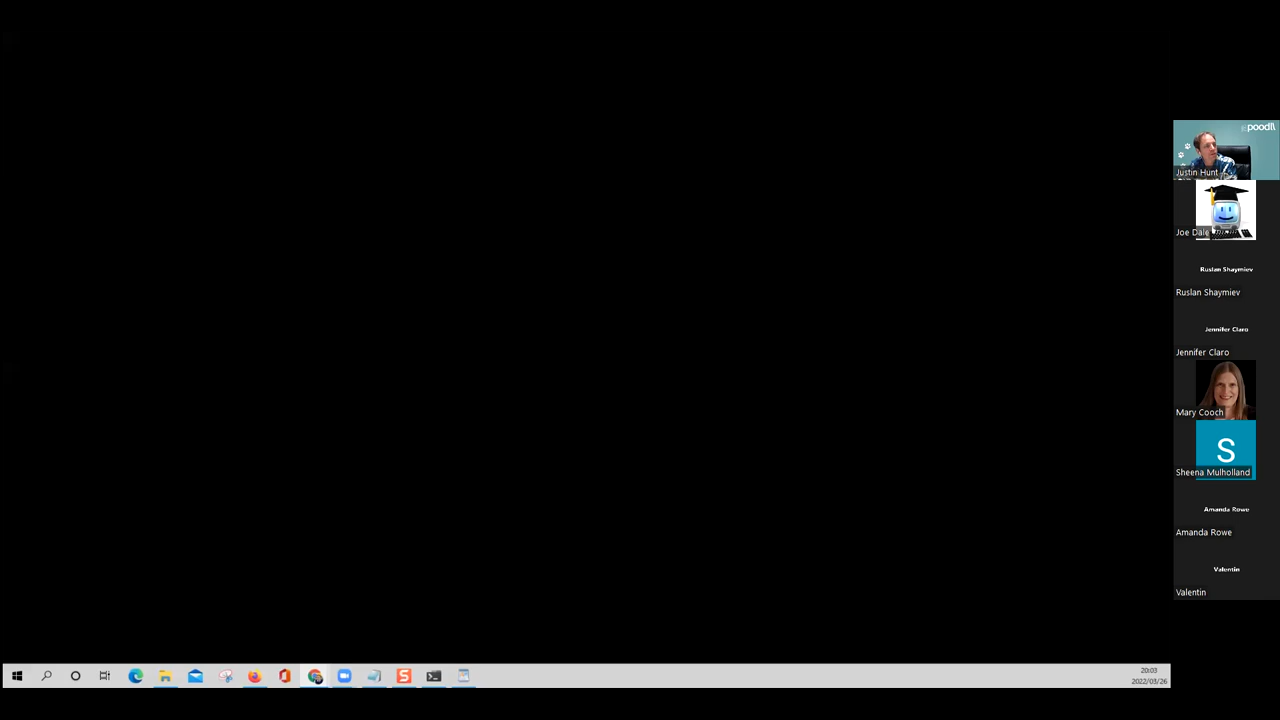 poodll
Justin Hunt
Joe Dale
Ruslan Shaymiev
Ruslan Shaymiev
Jennifer Claro
Jennifer Claro
Mary Cooch
S
Sheena Mulholland
Amanda Rowe
Amanda Rowe
Valentin
Valentin
S
20:03
2022/03/26